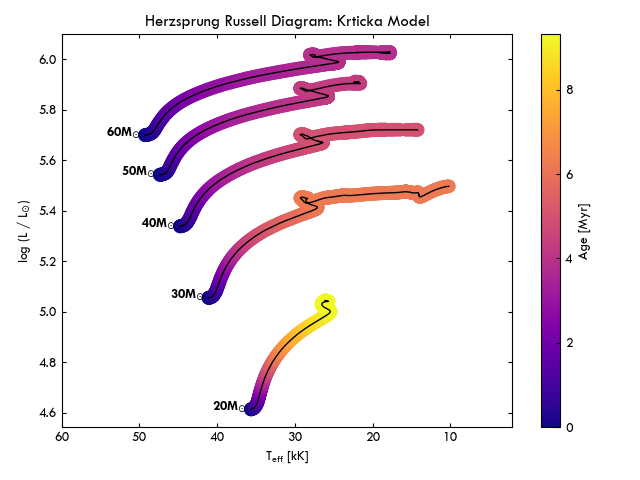 Herzsprung Russell Diagram: Krticka Model
6.0
5.8
5.6
5.4
5.2
5.0
4.8
4.6
log (L / L☉)
60M☉
50M☉
40M☉
30M☉
20M☉
60
50
40
30
20
10
T_eff [kK]
8
6
4
2
0
Age [Myr]